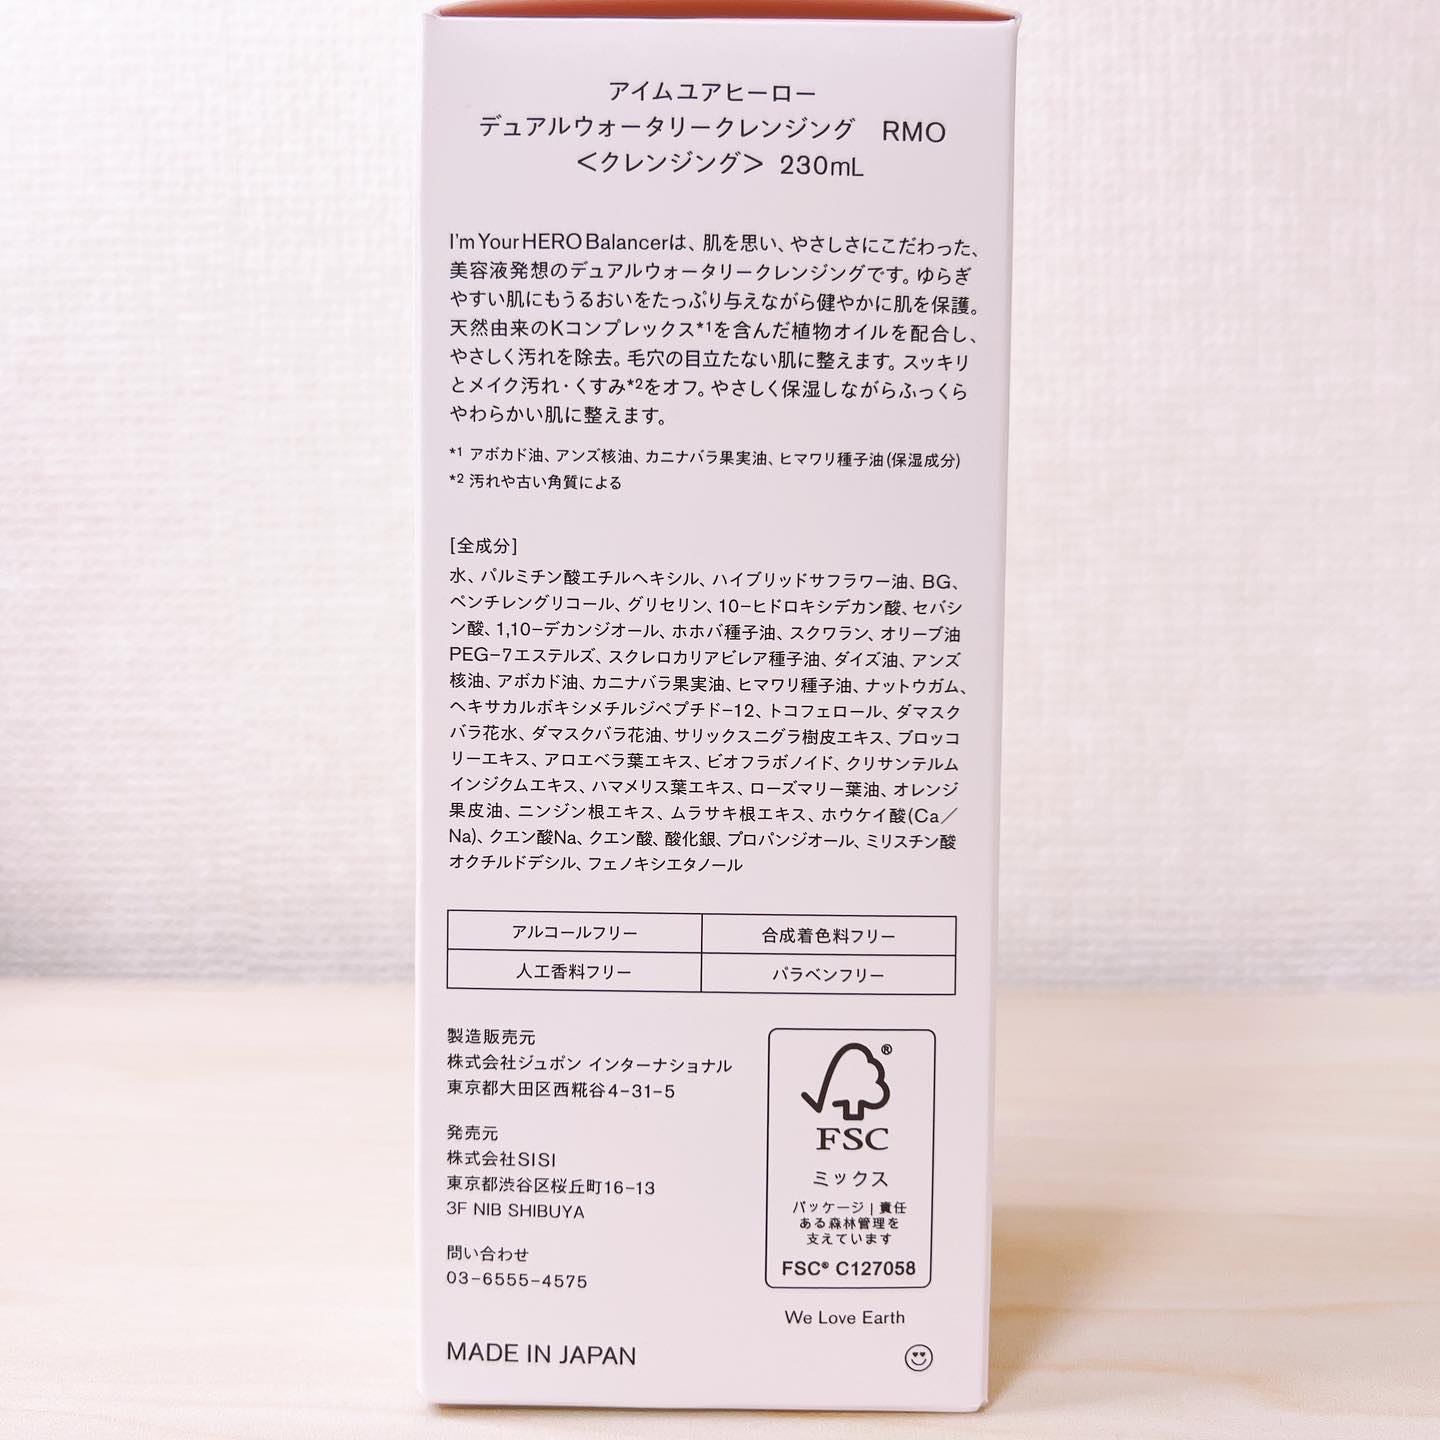 アイムユアヒーロー
デュアルウォータリークレンジング RMO
＜クレンジング＞ 230mL
I'm Your HERO Balancerは、肌を思い、やさしさにこだわった、
美容液発想のデュアルウォータリークレンジングです。ゆらぎ
やすい肌にもうるおいをたっぷり与えながら健やかに肌を保護。
天然由来のKコンプレックス*1を含んだ植物オイルを配合し、
やさしく汚れを除去。毛穴の目立たない肌に整えます。スッキリ
とメイク汚れ・くすみ*2をオフ。やさしく保湿しながらふっくら
やわらかい肌に整えます。
*1 アボカド油、アンズ核油、カニナバラ果実油、ヒマワリ種子油(保湿成分)
*2 汚れや古い角質による
[全成分]
水、パルミチン酸エチルヘキシル、ハイブリッドサフラワー油、BG、
ペンチレングリコール、グリセリン、10-ヒドロキシデカン酸、セバシ
ン酸、1,10-デカンジオール、ホホバ種子油、スクワラン、オリーブ油
PEG-7エステルズ、スクレロカリアビレア種子油、ダイズ油、アンズ
核油、アボカド油、カニナバラ果実油、ヒマワリ種子油、ナットウガム、
ヘキサカルボキシメチルジペプチド-12、トコフェロール、ダマスク
バラ花水、ダマスクバラ花油、サリックスニグラ樹皮エキス、ブロッコ
リーエキス、アロエベラ葉エキス、ビオフラボノイド、クリサンテルム
インジクムエキス、ハマメリス葉エキス、ローズマリー葉油、オレンジ
果皮油、ニンジン根エキス、ムラサキ根エキス、ホウケイ酸(Ca／
Na)、クエン酸Na、クエン酸、酸化銀、プロパンジオール、ミリスチン酸
オクチルドデシル、フェノキシエタノール
アルコールフリー 合成着色料フリー
人工香料フリー パラベンフリー
製造販売元
株式会社ジュポン インターナショナル
東京都大田区西糀谷4-31-5
発売元
株式会社SISI
東京都渋谷区桜丘町16-13
3F NIB SHIBUYA
問い合わせ
03-6555-4575
MADE IN JAPAN
®
FSC
ミックス
パッケージ | 責任
ある森林管理を
支えています
FSC® C127058
We Love Earth